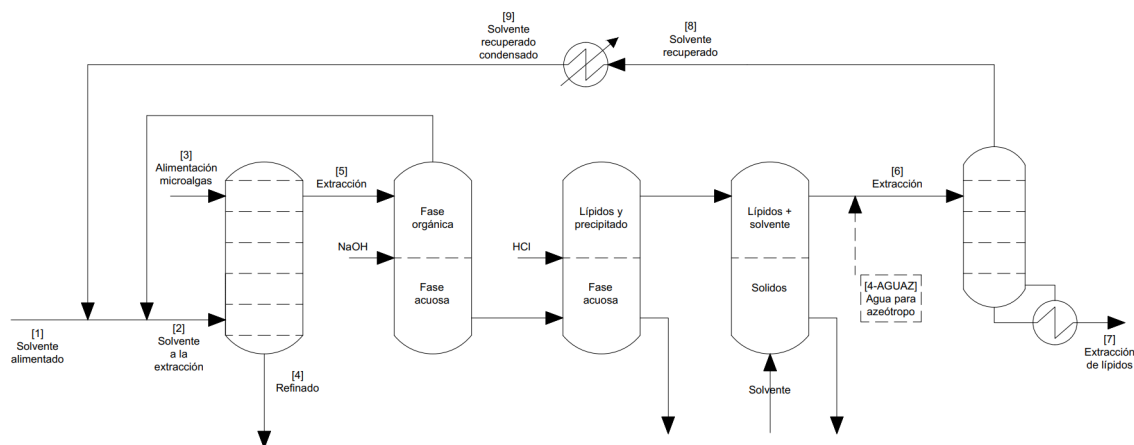 [9]
Solvente
recuperado
condensado
[8]
Solvente
recuperado
[3]
Alimentación
microalgas
[5]
Extracción
[6]
Extracción
Fase
orgánica
Lípidos y
precipitado
Lípidos +
solvente
NaOH
HCl
Fase
acuosa
Fase
acuosa
Solidos
[4-AGUAZ]
Agua para
azeótropo
[1]
Solvente
alimentado
[2]
Solvente
a la
extracción
[4]
Refinado
Solvente
[7]
Extracción
de lípidos